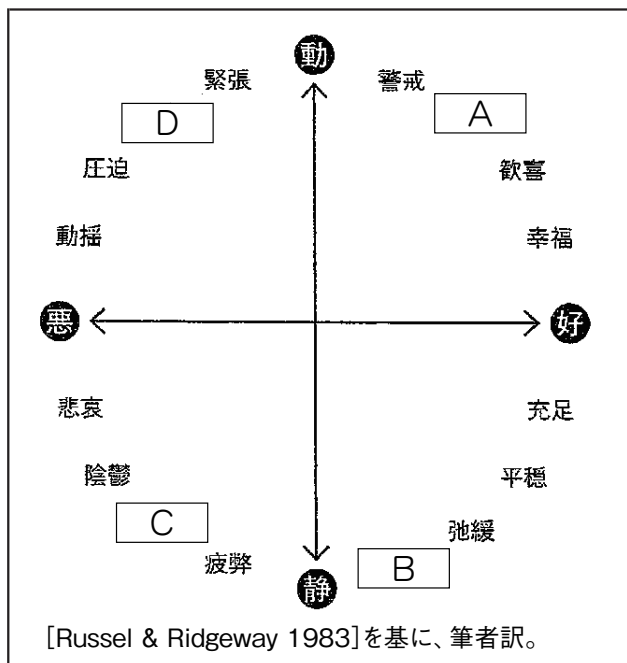 動
緊張
警戒
D
A
圧迫
歓喜
動揺
幸福
悪
好
悲哀
充足
陰鬱
平穏
C
弛緩
疲弊
静
B
[Russel & Ridgeway 1983]を基に、筆者訳。